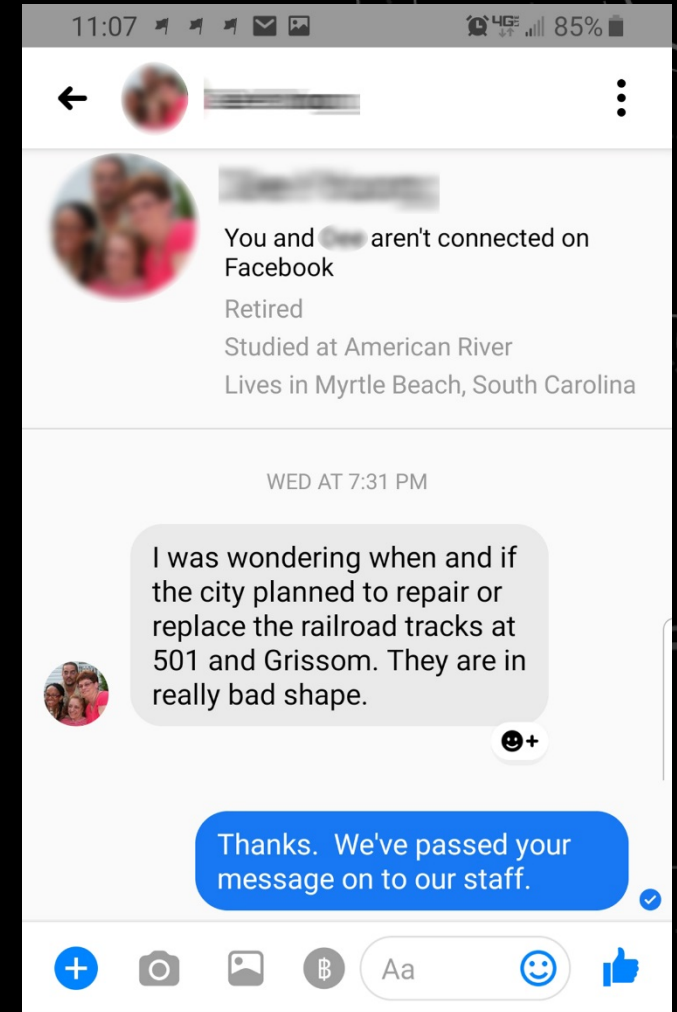 11:07 4GE 85%
You and aren't connected on
Facebook
Retired
Studied at American River
Lives in Myrtle Beach, South Carolina
WED AT 7:31 PM
I was wondering when and if
the city planned to repair or
replace the railroad tracks at
501 and Grissom. They are in
really bad shape.
Thanks. We've passed your
message on to our staff.
Aa